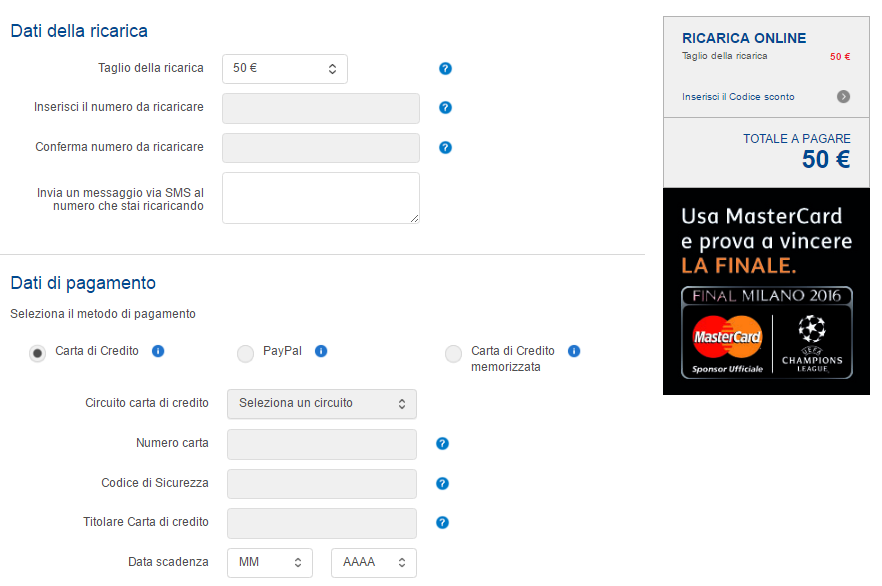 Dati della ricarica
Taglio della ricarica
50 €
Inserisci il numero da ricaricare
Conferma numero da ricaricare
Invia un messaggio via SMS al
numero che stai ricaricando
Dati di pagamento
Seleziona il metodo di pagamento
Carta di Credito
PayPal
Carta di Credito
memorizzata
Circuito carta di credito
Seleziona un circuito
Numero carta
Codice di Sicurezza
Titolare Carta di credito
Data scadenza
MM
AAAA
RICARICA ONLINE
Taglio della ricarica
50 €
Inserisci il Codice sconto
TOTALE A PAGARE
50 €
Usa MasterCard
e prova a vincere
LA FINALE.
FINAL MILANO 2016
MasterCard
Sponsor Ufficiale
UEFA
CHAMPIONS
LEAGUE